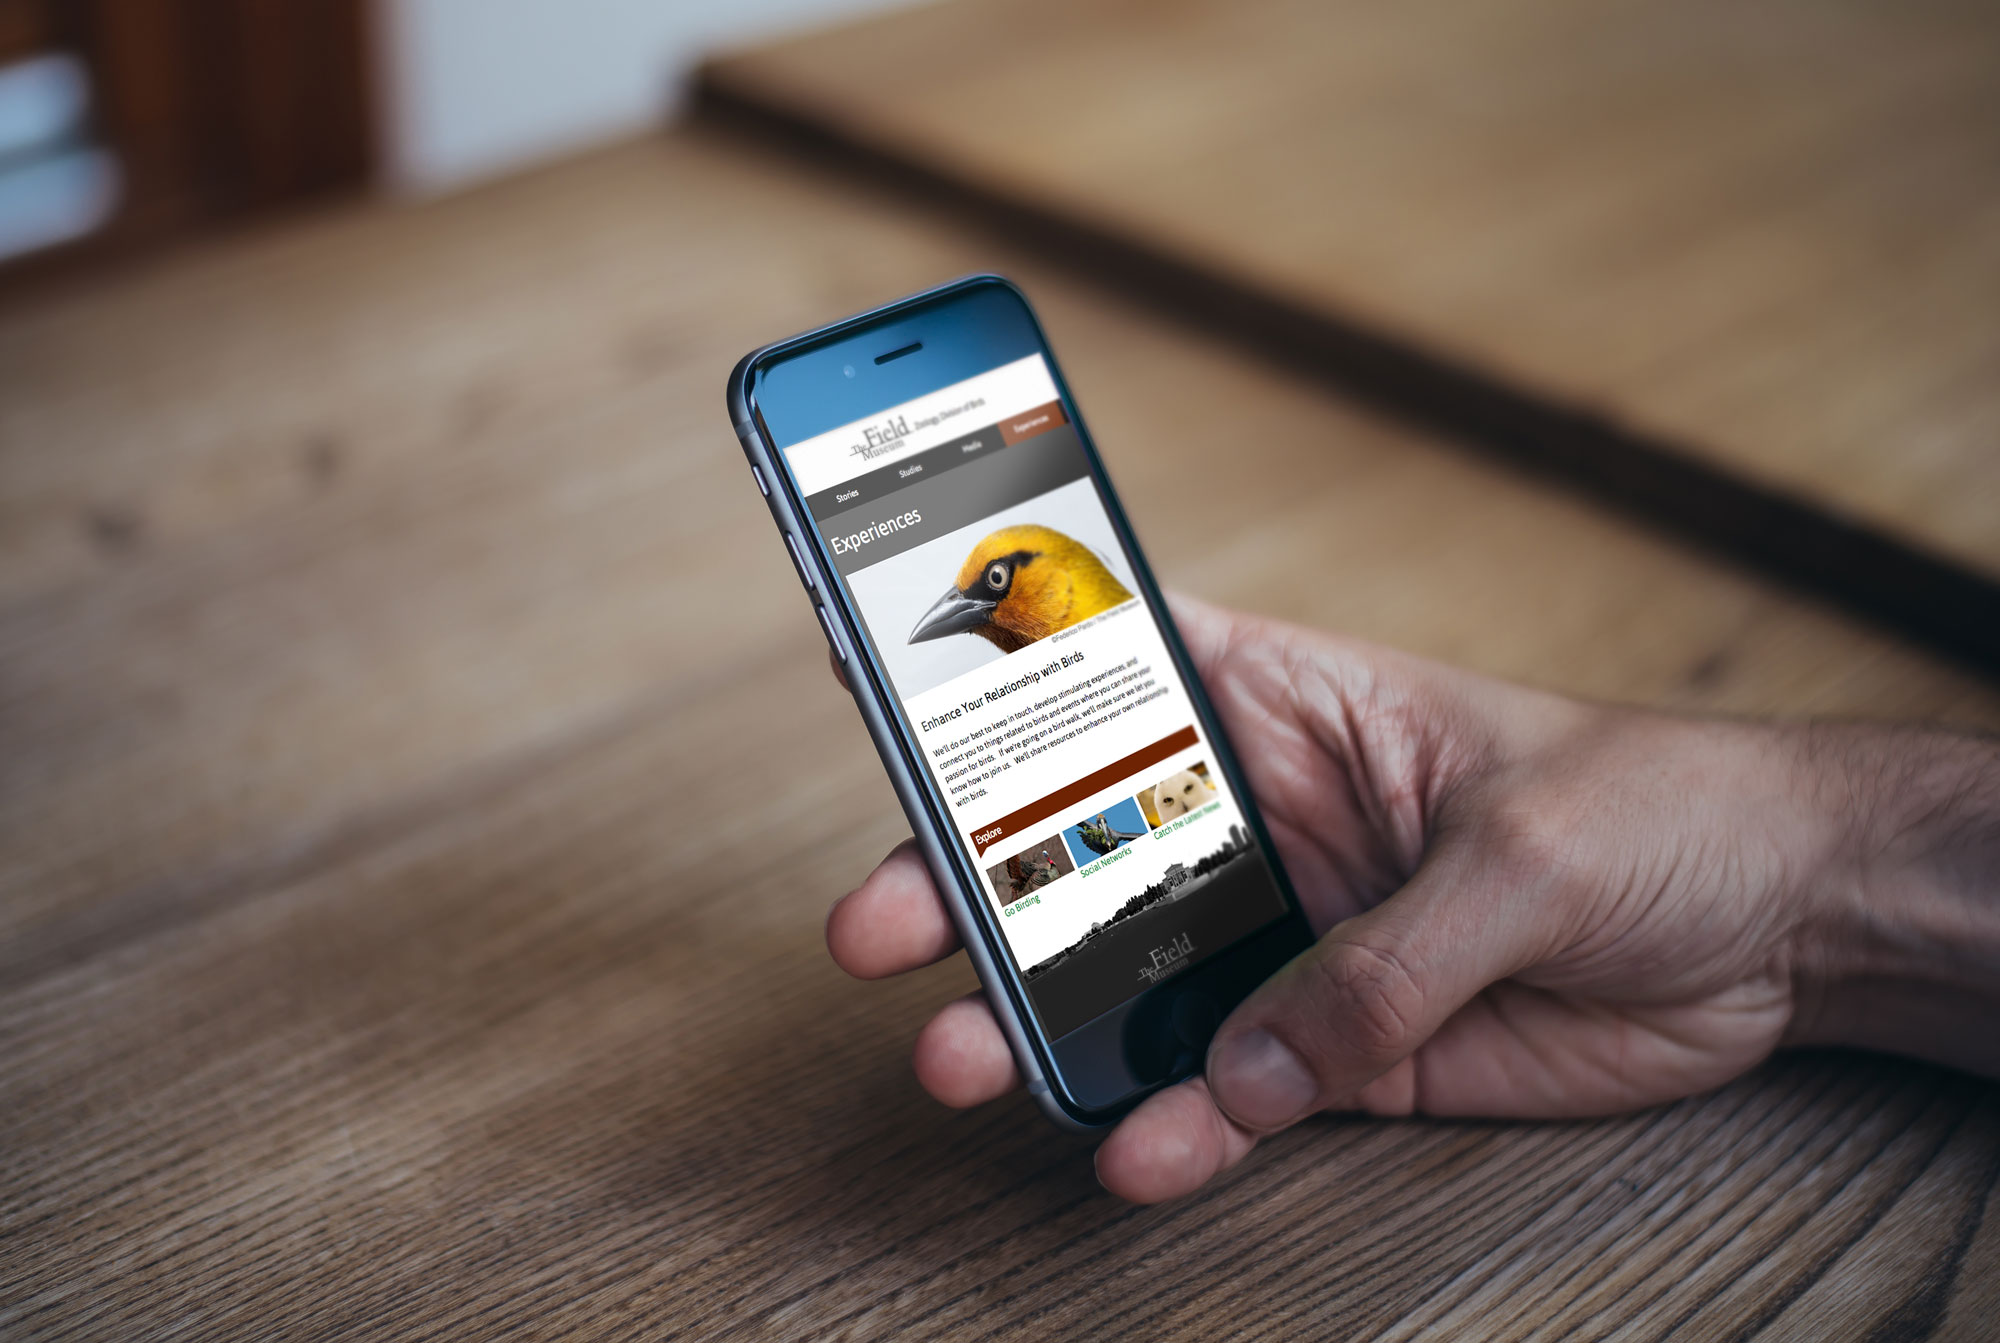 The Field Museum Zoology, Division of Birds
Stories Studies Media Experiences
Experiences
©Federico Pardo / The Field Museum
Enhance Your Relationship with Birds
We'll do our best to keep in touch, develop stimulating experiences, and
connect you to things related to birds and events where you can share your
passion for birds. If we're going on a bird walk, we'll make sure we let you
know how to join us. We'll share resources to enhance your own relationship
with birds.
Explore
Go Birding
Social Networks
Catch the Latest News
The Field Museum